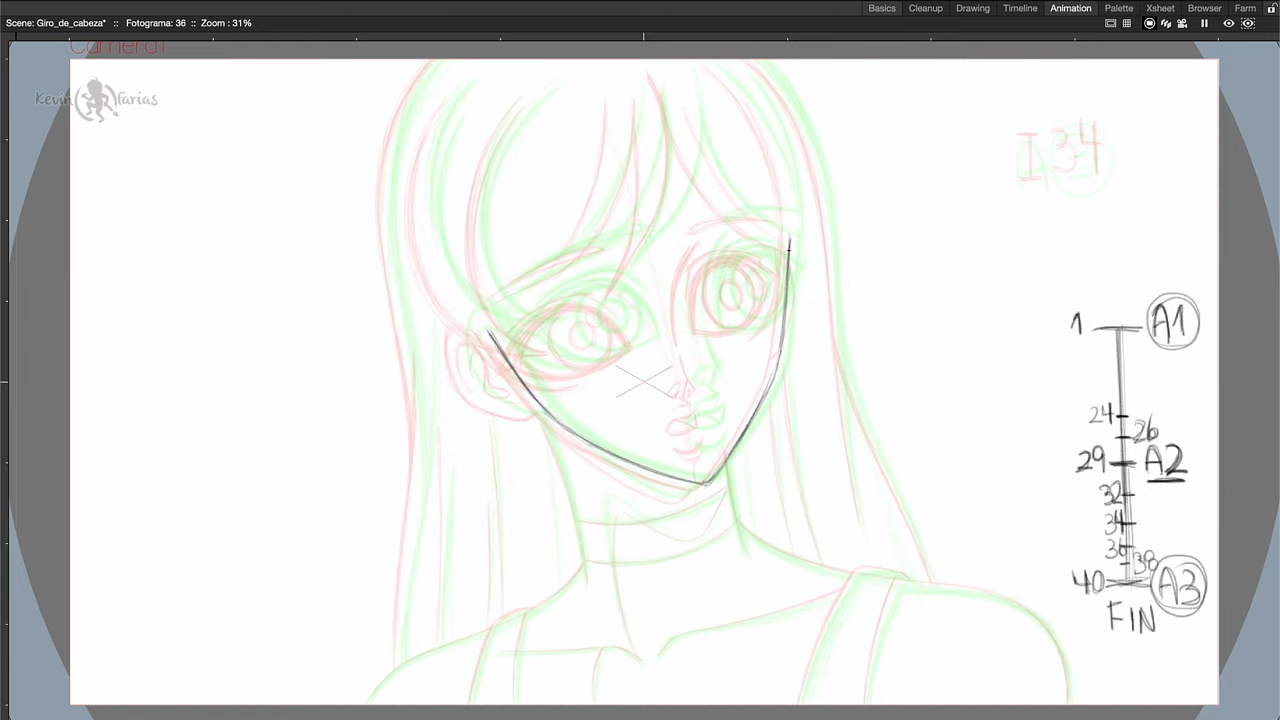 Basics Cleanup Drawing Timeline Animation Palette Xsheet Browser Farm
Scene: Giro_de_cabeza* :: Fotograma: 36 :: Zoom : 31%
Camera1
Kevin farias
I 34
1 A1
24
26
29 A2
32
34
36
38
40 A3
FIN